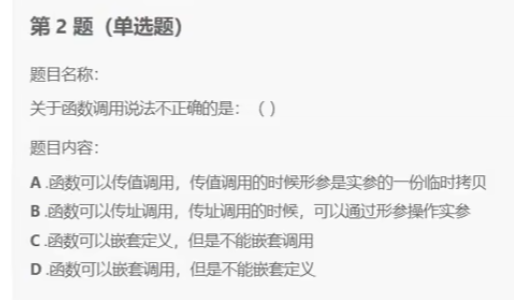 第 2 题（单选题）
题目名称：
关于函数调用说法不正确的是：（ ）
题目内容：
A .函数可以传值调用，传值调用的时候形参是实参的一份临时拷贝
B .函数可以传址调用，传址调用的时候，可以通过形参操作实参
C .函数可以嵌套定义，但是不能嵌套调用
D .函数可以嵌套调用，但是不能嵌套定义